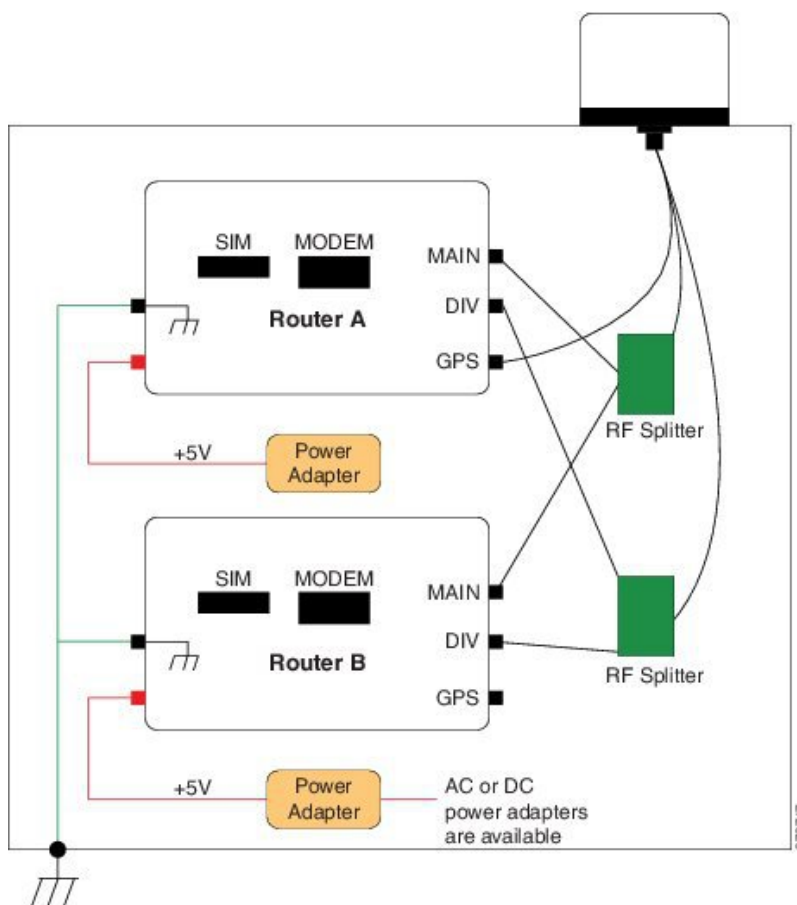 SIM
MODEM
MAIN
DIV
Router A
GPS
RF Splitter
+5V
Power
Adapter
SIM
MODEM
MAIN
DIV
Router B
GPS
RF Splitter
+5V
Power
Adapter
AC or DC
power adapters
are available